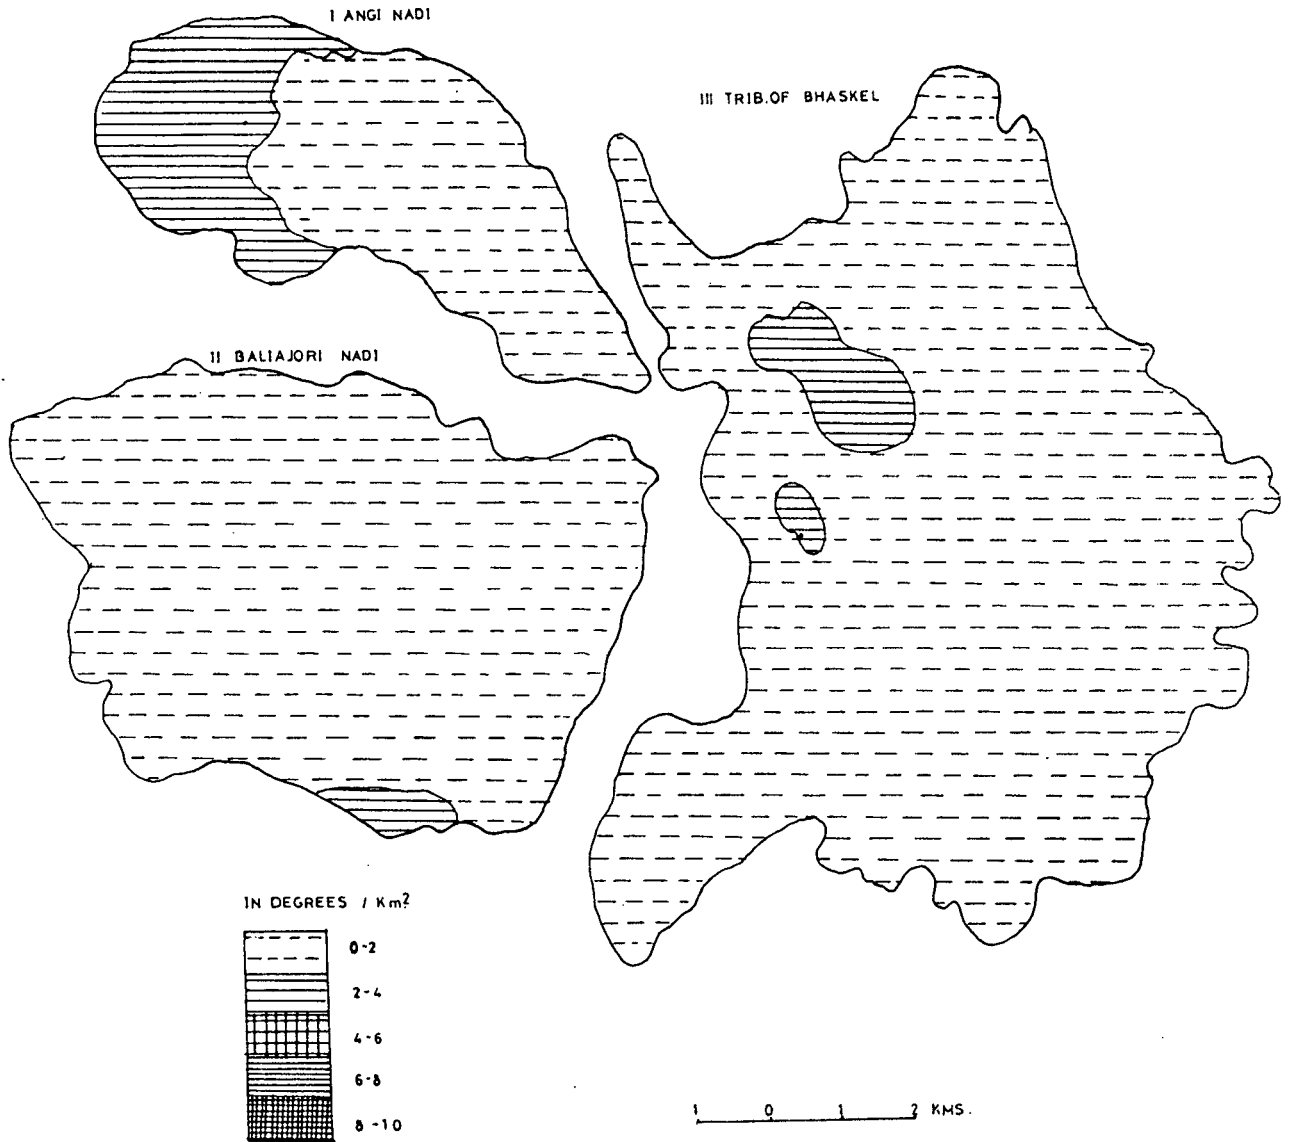 I ANGI NADI
III TRIB.OF BHASKEL
II BALIAJORI NADI
IN DEGREES / Km2
0-2
2-4
4-6
6-8
8-10
1 0 1 2 KMS.